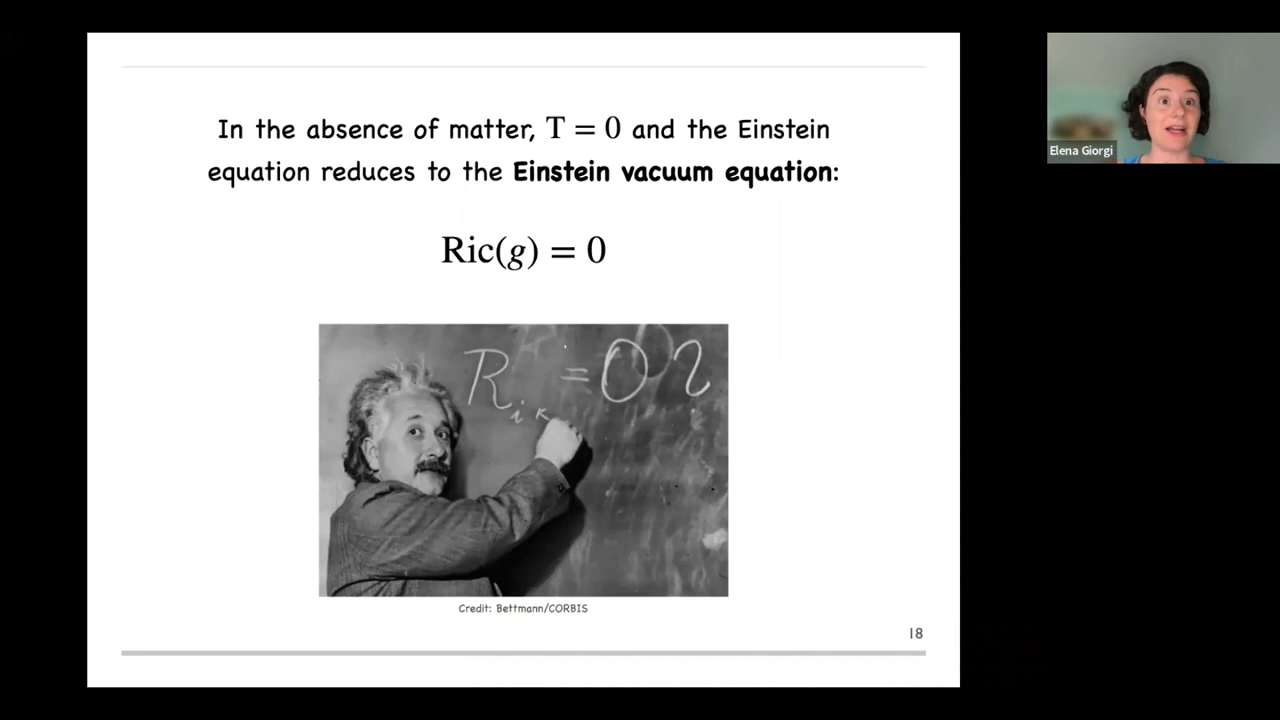 In the absence of matter, T = 0 and the Einstein
equation reduces to the Einstein vacuum equation:
Ric(g) = 0
R i κ = 0 ?
Credit: Bettmann/CORBIS
18
Elena Giorgi